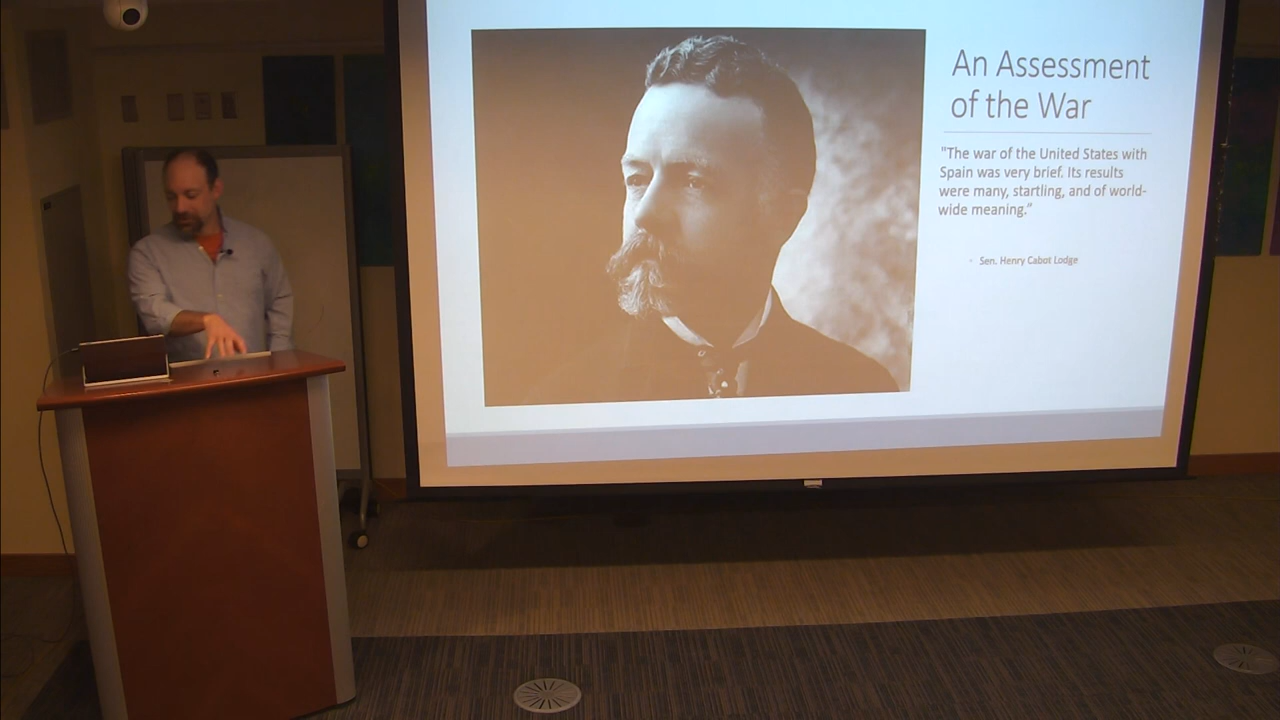 An Assessment
of the War
"The war of the United States with
Spain was very brief. Its results
were many, startling, and of world-
wide meaning.”
- Sen. Henry Cabot Lodge